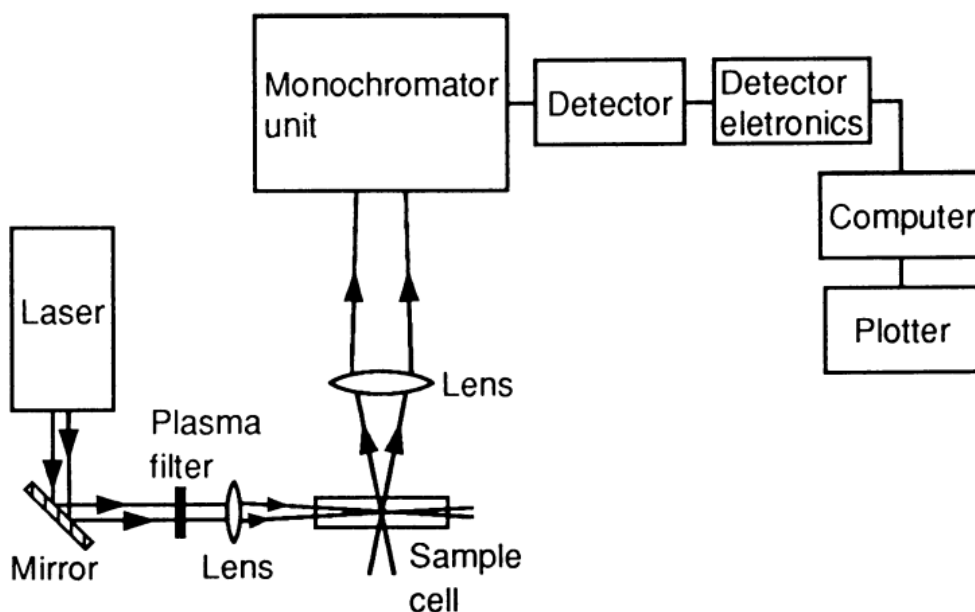 Monochromator
unit
Detector
Detector
eletronics
Computer
Plotter
Laser
Lens
Plasma
filter
Mirror
Lens
Sample
cell